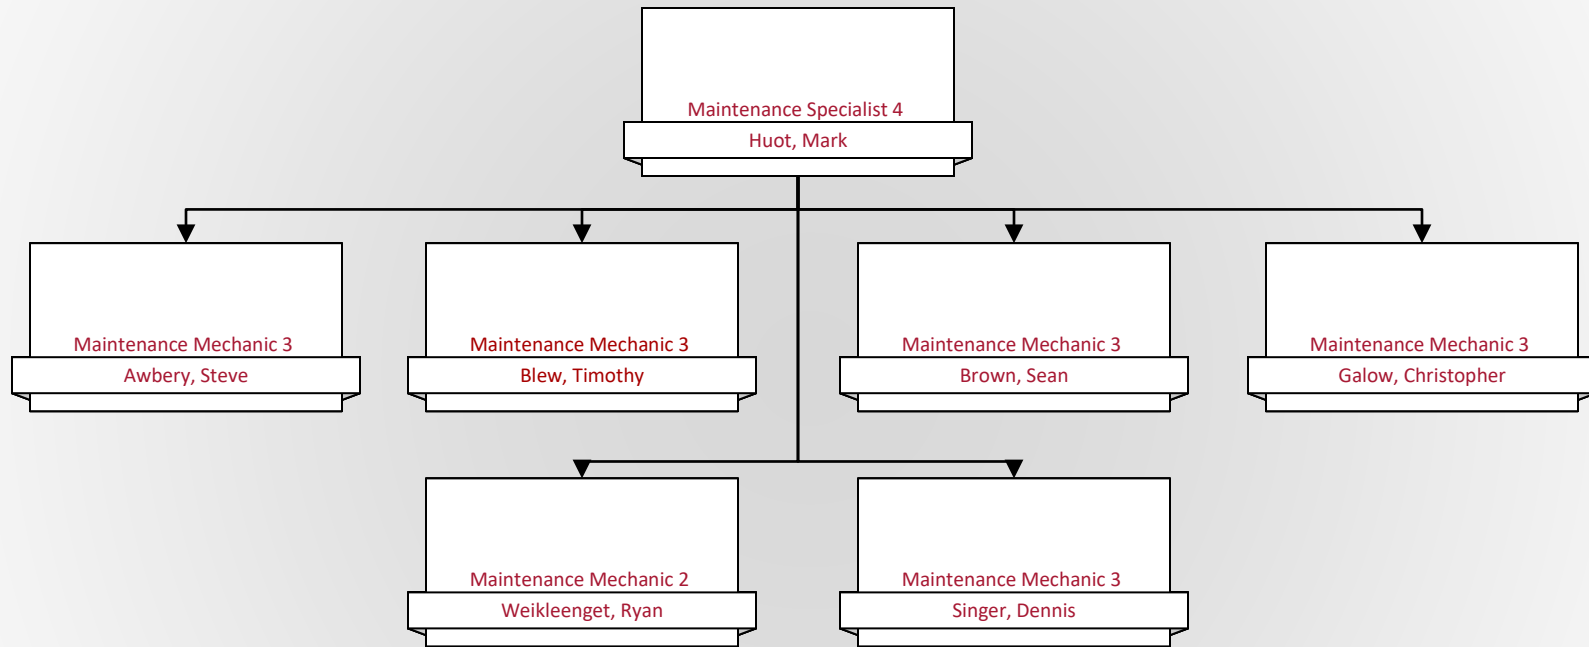 Maintenance Specialist 4
Huot, Mark
Maintenance Mechanic 3
Awbery, Steve
Maintenance Mechanic 3
Blew, Timothy
Maintenance Mechanic 3
Brown, Sean
Maintenance Mechanic 3
Galow, Christopher
Maintenance Mechanic 2
Weikleenget, Ryan
Maintenance Mechanic 3
Singer, Dennis